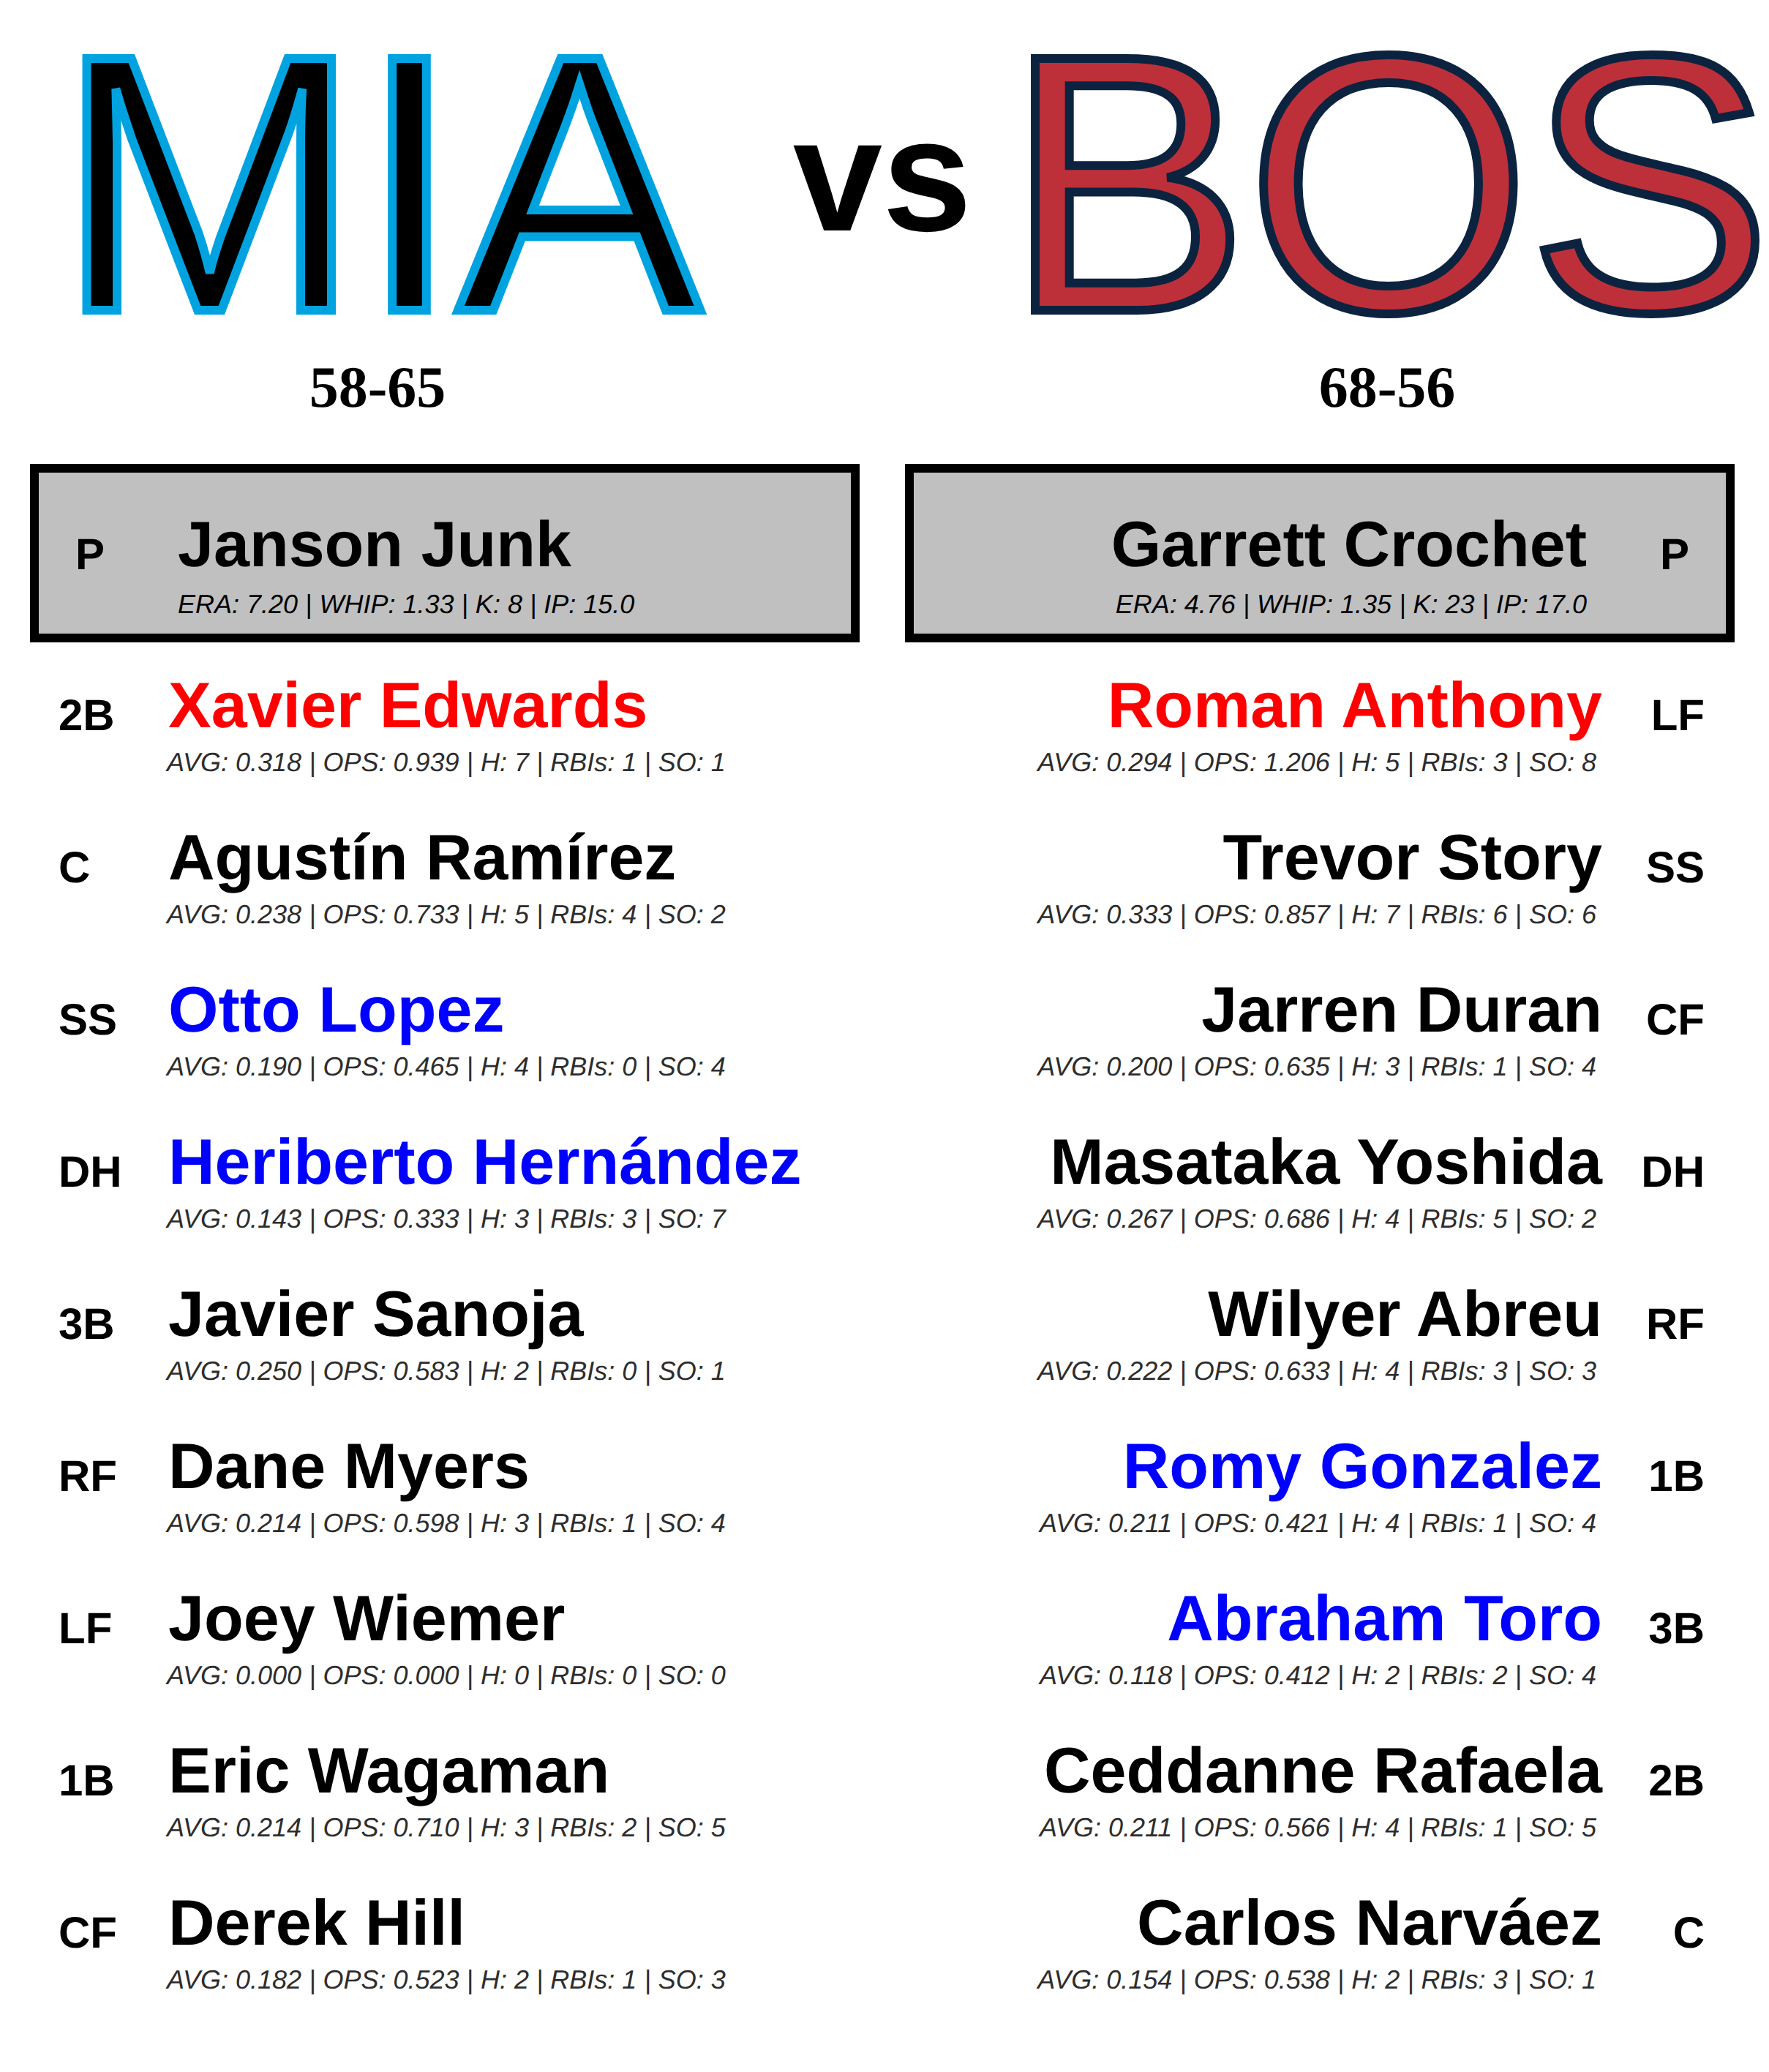 MIA vs BOS
58-65
68-56
P Janson Junk
ERA: 7.20 | WHIP: 1.33 | K: 8 | IP: 15.0
Garrett Crochet P
ERA: 4.76 | WHIP: 1.35 | K: 23 | IP: 17.0
2B Xavier Edwards
AVG: 0.318 | OPS: 0.939 | H: 7 | RBIs: 1 | SO: 1
C Agustín Ramírez
AVG: 0.238 | OPS: 0.733 | H: 5 | RBIs: 4 | SO: 2
SS Otto Lopez
AVG: 0.190 | OPS: 0.465 | H: 4 | RBIs: 0 | SO: 4
DH Heriberto Hernández
AVG: 0.143 | OPS: 0.333 | H: 3 | RBIs: 3 | SO: 7
3B Javier Sanoja
AVG: 0.250 | OPS: 0.583 | H: 2 | RBIs: 0 | SO: 1
RF Dane Myers
AVG: 0.214 | OPS: 0.598 | H: 3 | RBIs: 1 | SO: 4
LF Joey Wiemer
AVG: 0.000 | OPS: 0.000 | H: 0 | RBIs: 0 | SO: 0
1B Eric Wagaman
AVG: 0.214 | OPS: 0.710 | H: 3 | RBIs: 2 | SO: 5
CF Derek Hill
AVG: 0.182 | OPS: 0.523 | H: 2 | RBIs: 1 | SO: 3
Roman Anthony LF
AVG: 0.294 | OPS: 1.206 | H: 5 | RBIs: 3 | SO: 8
Trevor Story SS
AVG: 0.333 | OPS: 0.857 | H: 7 | RBIs: 6 | SO: 6
Jarren Duran CF
AVG: 0.200 | OPS: 0.635 | H: 3 | RBIs: 1 | SO: 4
Masataka Yoshida DH
AVG: 0.267 | OPS: 0.686 | H: 4 | RBIs: 5 | SO: 2
Wilyer Abreu RF
AVG: 0.222 | OPS: 0.633 | H: 4 | RBIs: 3 | SO: 3
Romy Gonzalez 1B
AVG: 0.211 | OPS: 0.421 | H: 4 | RBIs: 1 | SO: 4
Abraham Toro 3B
AVG: 0.118 | OPS: 0.412 | H: 2 | RBIs: 2 | SO: 4
Ceddanne Rafaela 2B
AVG: 0.211 | OPS: 0.566 | H: 4 | RBIs: 1 | SO: 5
Carlos Narváez C
AVG: 0.154 | OPS: 0.538 | H: 2 | RBIs: 3 | SO: 1